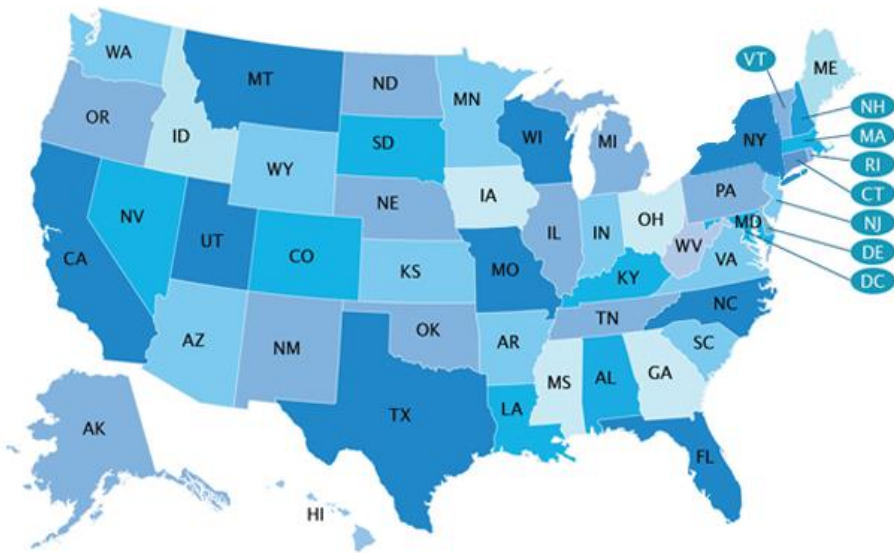 WA
MT
ND
MN
VT
ME
OR
ID
SD
WI
MI
NY
NH
MA
WY
RI
IA
PA
CT
NE
NV
UT
IL
IN
OH
MD
NJ
CA
CO
WV
DE
KS
MO
KY
VA
DC
NC
TN
AZ
NM
OK
AR
SC
MS
AL
GA
LA
TX
AK
FL
HI